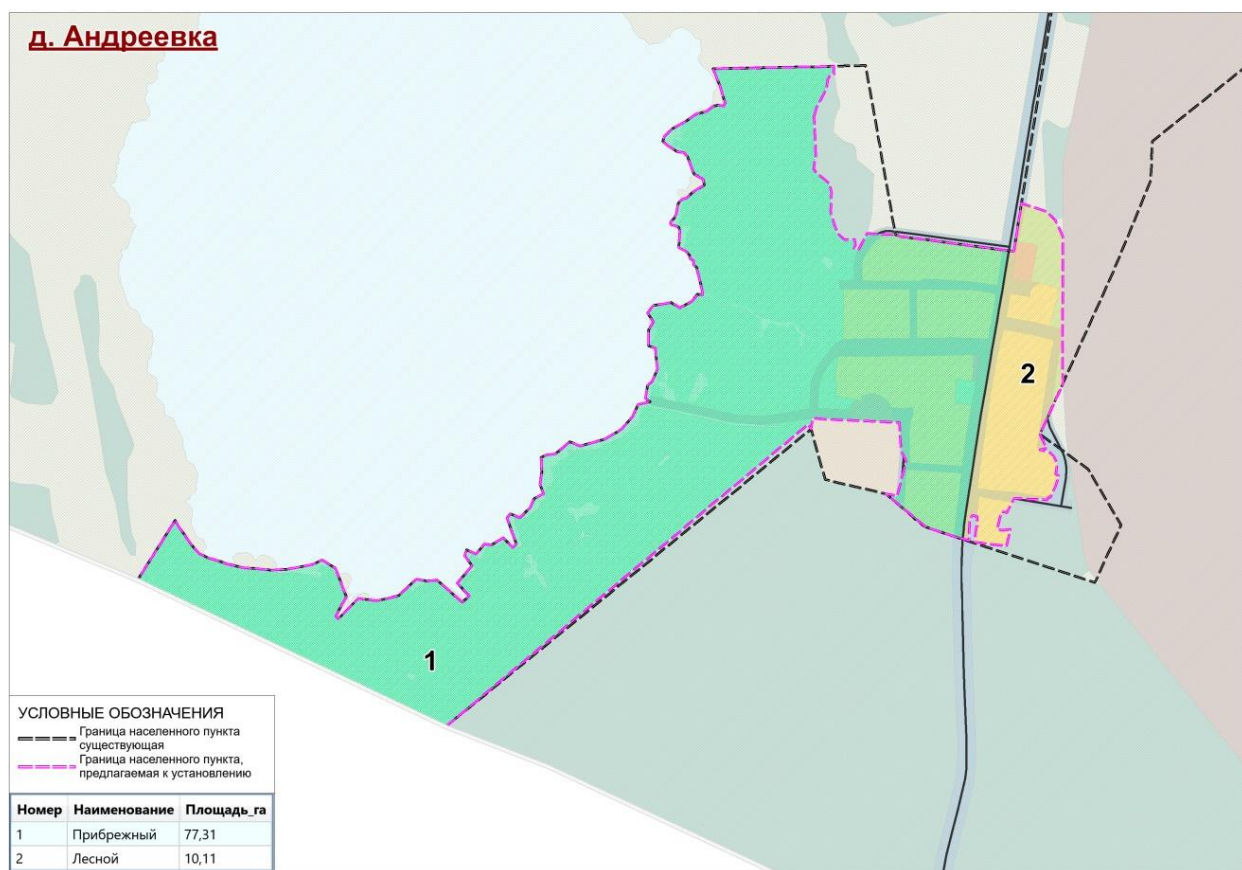 д. Андреевка
2
1
УСЛОВНЫЕ ОБОЗНАЧЕНИЯ
Граница населенного пункта
существующая
Граница населенного пункта,
предлагаемая к установлению
Номер Наименование Площадь_га
1 Прибрежный 77,31
2 Лесной 10,11